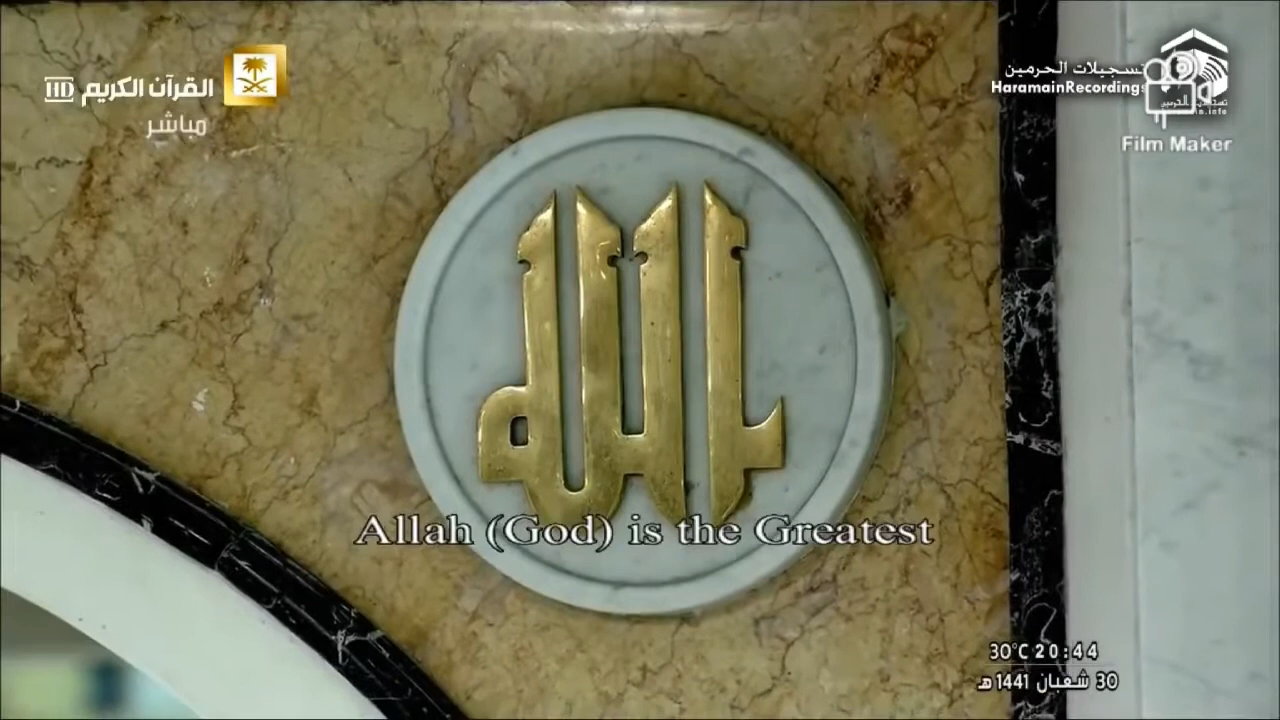 القرآن الكريم HD
مباشر
تسجيلات الحرمين
HaramainRecordings
Film Maker
الله
Allah (God) is the Greatest
30°C 20:44
30 شعبان 1441 هـ